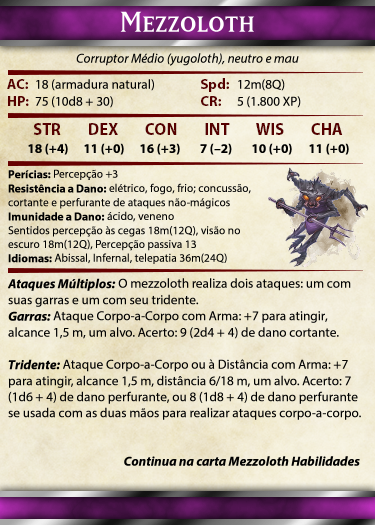 Mezzoloth
Corruptor Médio (yugoloth), neutro e mau
AC: 18 (armadura natural) Spd: 12m(8Q)
HP: 75 (10d8 + 30) CR: 5 (1.800 XP)
STR DEX CON INT WIS CHA
18 (+4) 11 (+0) 16 (+3) 7 (–2) 10 (+0) 11 (+0)
Perícias: Percepção +3
Resistência a Dano: elétrico, fogo, frio; concussão,
cortante e perfurante de ataques não-mágicos
Imunidade a Dano: ácido, veneno
Sentidos percepção às cegas 18m(12Q), visão no
escuro 18m(12Q), Percepção passiva 13
Idiomas: Abissal, Infernal, telepatia 36m(24Q)
Ataques Múltiplos: O mezzoloth realiza dois ataques: um com
suas garras e um com seu tridente.
Garras: Ataque Corpo-a-Corpo com Arma: +7 para atingir,
alcance 1,5 m, um alvo. Acerto: 9 (2d4 + 4) de dano cortante.
Tridente: Ataque Corpo-a-Corpo ou à Distância com Arma: +7
para atingir, alcance 1,5 m, distância 6/18 m, um alvo. Acerto: 7
(1d6 + 4) de dano perfurante, ou 8 (1d8 + 4) de dano perfurante
se usada com as duas mãos para realizar ataques corpo-a-corpo.
Continua na carta Mezzoloth Habilidades